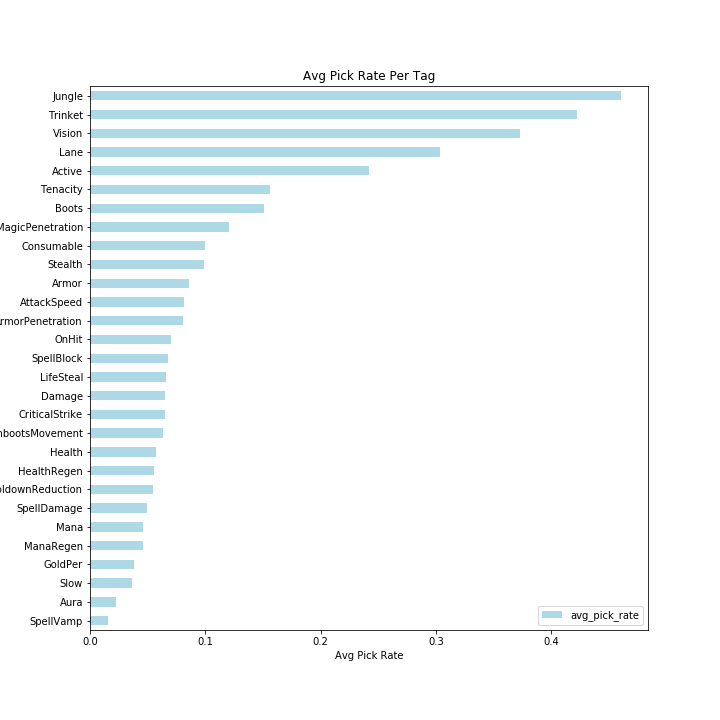 Avg Pick Rate Per Tag
Jungle
Trinket
Vision
Lane
Active
Tenacity
Boots
MagicPenetration
Consumable
Stealth
Armor
AttackSpeed
rmorPenetration
OnHit
SpellBlock
LifeSteal
Damage
CriticalStrike
nbootsMovement
Health
HealthRegen
oldownReduction
SpellDamage
Mana
ManaRegen
GoldPer
Slow
Aura
SpellVamp
avg_pick_rate
0.0 0.1 0.2 0.3 0.4
Avg Pick Rate